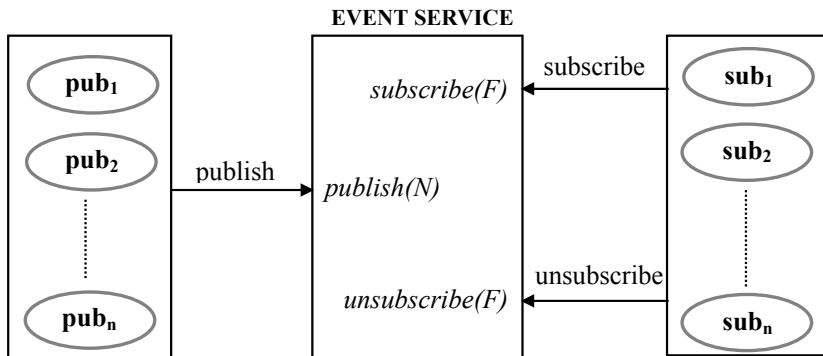 EVENT SERVICE
pub₁
pub₂
pubₙ
publish
subscribe(F)
publish(N)
unsubscribe(F)
subscribe
unsubscribe
sub₁
sub₂
subₙ